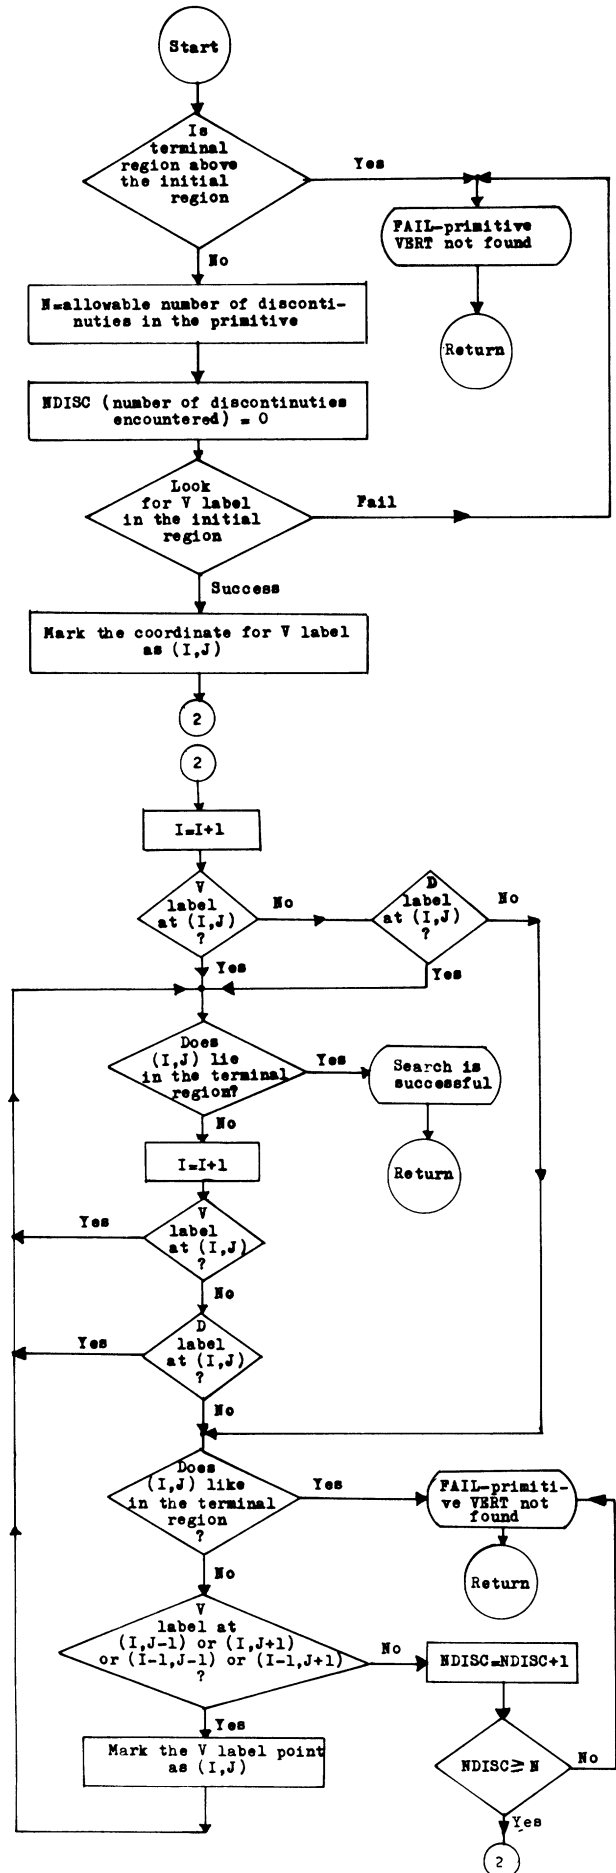 Start
Is
terminal
region above
the initial
region
Yes
FAIL-primitive
VERT not found
Return
No
N=allowable number of disconti-
nuties in the primitive
NDISC (number of discontinuties
encountered) = 0
Look
for V label
in the initial
region
Fail
Success
Mark the coordinate for V label
as (I,J)
2
2
I=I+1
V
label
at (I,J)
?
No
D
label
at (I,J)
?
No
Yes
Yes
Does
(I,J) lie
in the terminal
region?
Yes
Search is
successful
Return
No
I=I+1
V
label
at (I,J)
?
Yes
No
D
label
at (I,J)
?
Yes
No
Does
(I,J) like
in the terminal
region
?
Yes
FAIL-primiti-
ve VERT not
found
Return
No
V
label at
(I,J-1) or (I,J+1)
or (I-1,J-1) or (I-1,J+1)
?
No
NDISC=NDISC+1
Yes
Mark the V label point
as (I,J)
NDISC≥N
No
Yes
2